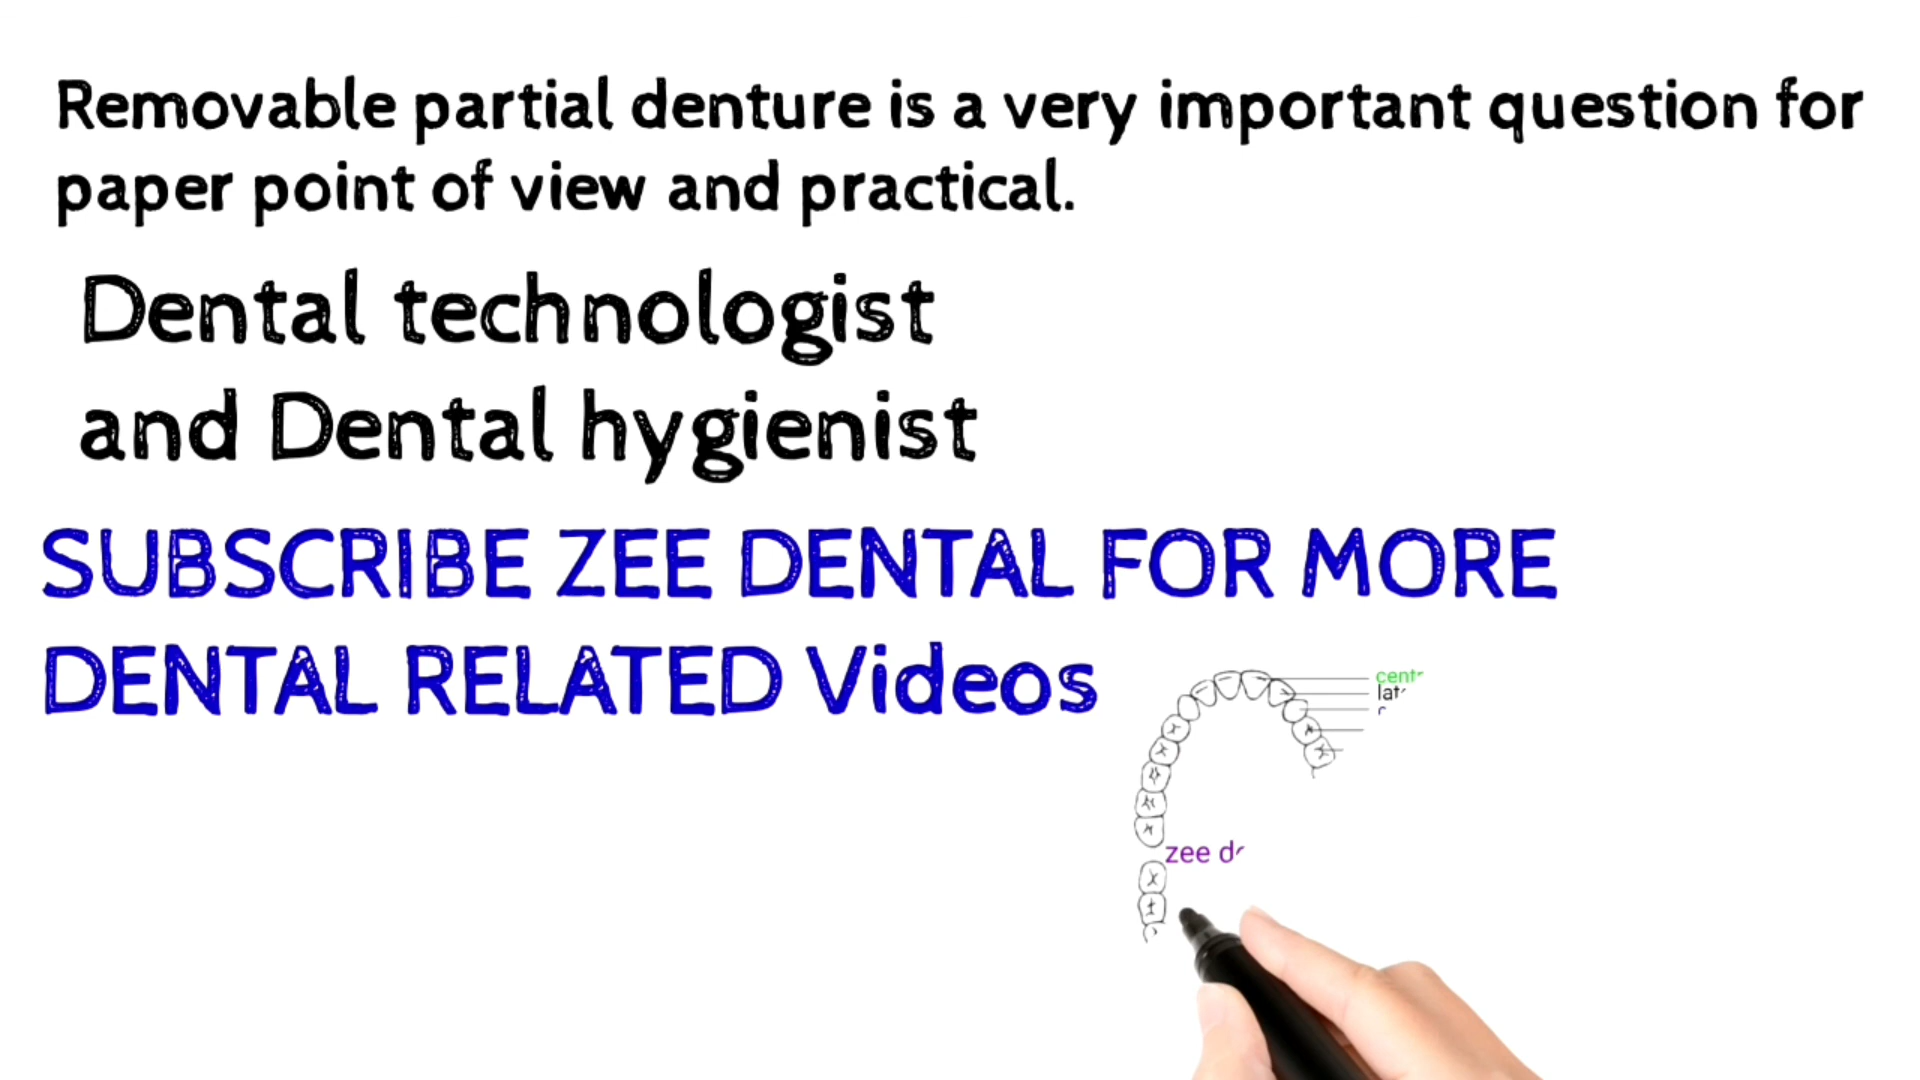 Removable partial denture is a very important question for
paper point of view and practical.
Dental technologist
and Dental hygienist
SUBSCRIBE ZEE DENTAL FOR MORE
DENTAL RELATED Videos
zee